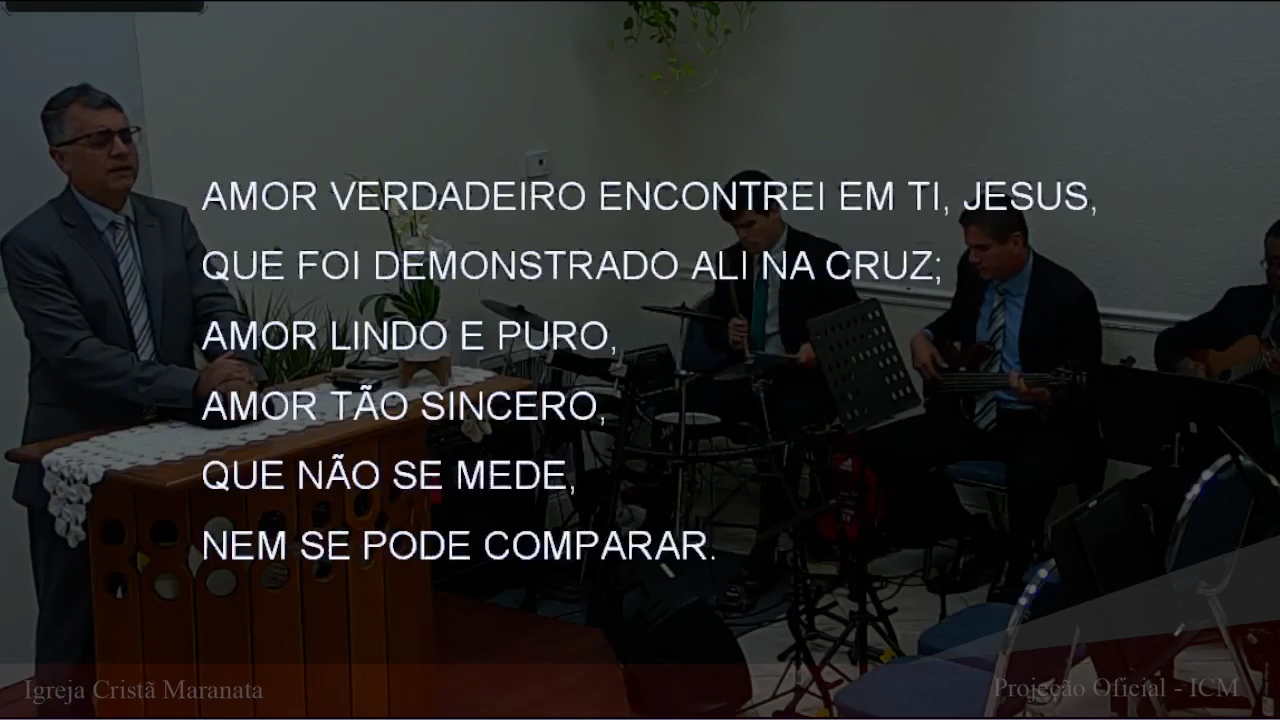 AMOR VERDADEIRO ENCONTREI EM TI, JESUS,
QUE FOI DEMONSTRADO ALI NA CRUZ;
AMOR LINDO E PURO,
AMOR TÃO SINCERO,
QUE NÃO SE MEDE,
NEM SE PODE COMPARAR.
Igreja Cristã Maranata
Projeção Oficial - ICM